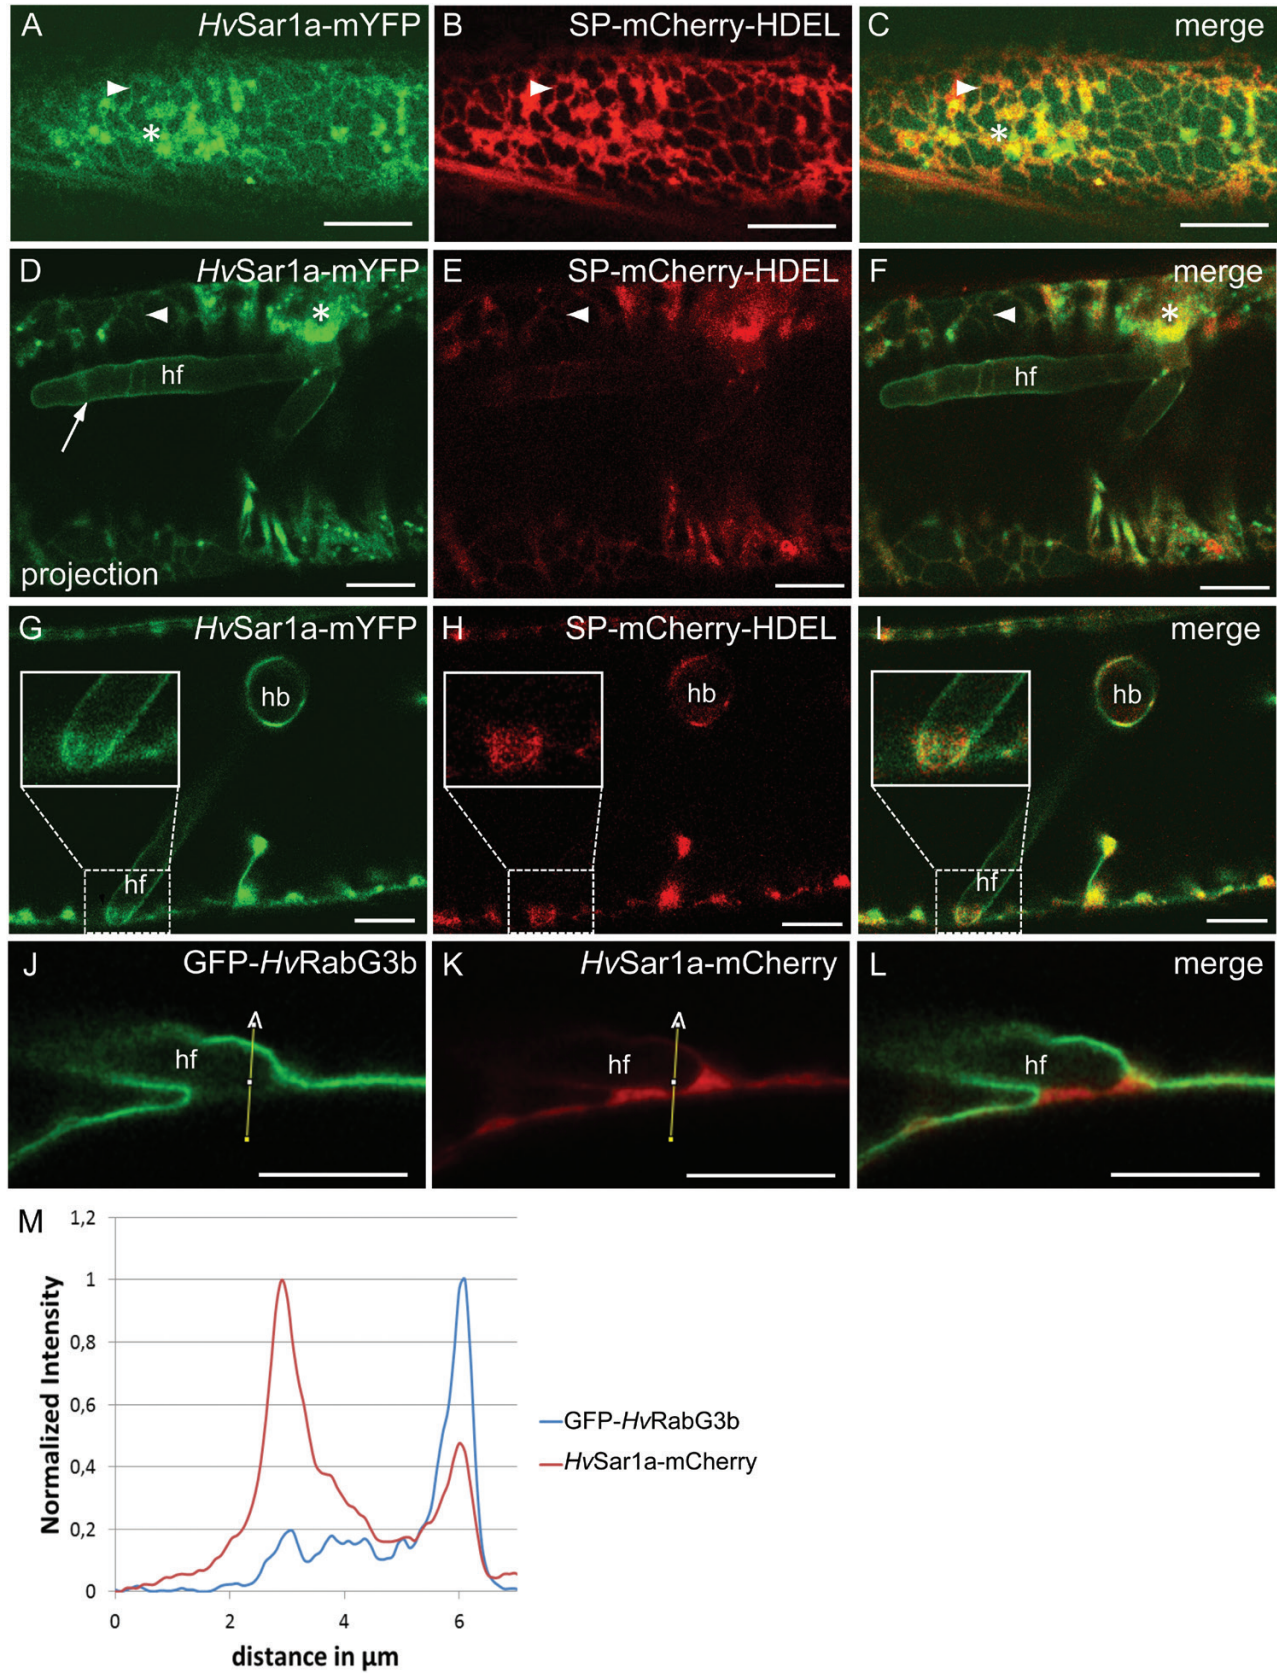 A HvSar1a-mYFP
B SP-mCherry-HDEL
C merge
*
*
D HvSar1a-mYFP
E SP-mCherry-HDEL
F merge
*
*
hf
hf
projection
G HvSar1a-mYFP
H SP-mCherry-HDEL
I merge
hb
hb
hb
hf
hf
J GFP-HvRabG3b
K HvSar1a-mCherry
L merge
hf
hf
hf
M
1,2
1
0,8
0,6
0,4
0,2
0
0 2 4 6
Normalized Intensity
distance in µm
GFP-HvRabG3b
HvSar1a-mCherry